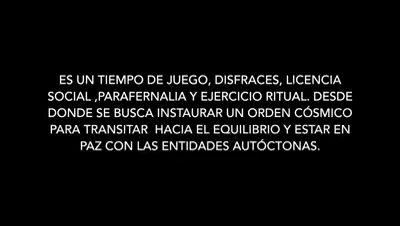 ES UN TIEMPO DE JUEGO, DISFRACES, LICENCIA
SOCIAL ,PARAFERNALIA Y EJERCICIO RITUAL. DESDE
DONDE SE BUSCA INSTAURAR UN ORDEN CÓSMICO
PARA TRANSITAR HACIA EL EQUILIBRIO Y ESTAR EN
PAZ CON LAS ENTIDADES AUTÓCTONAS.